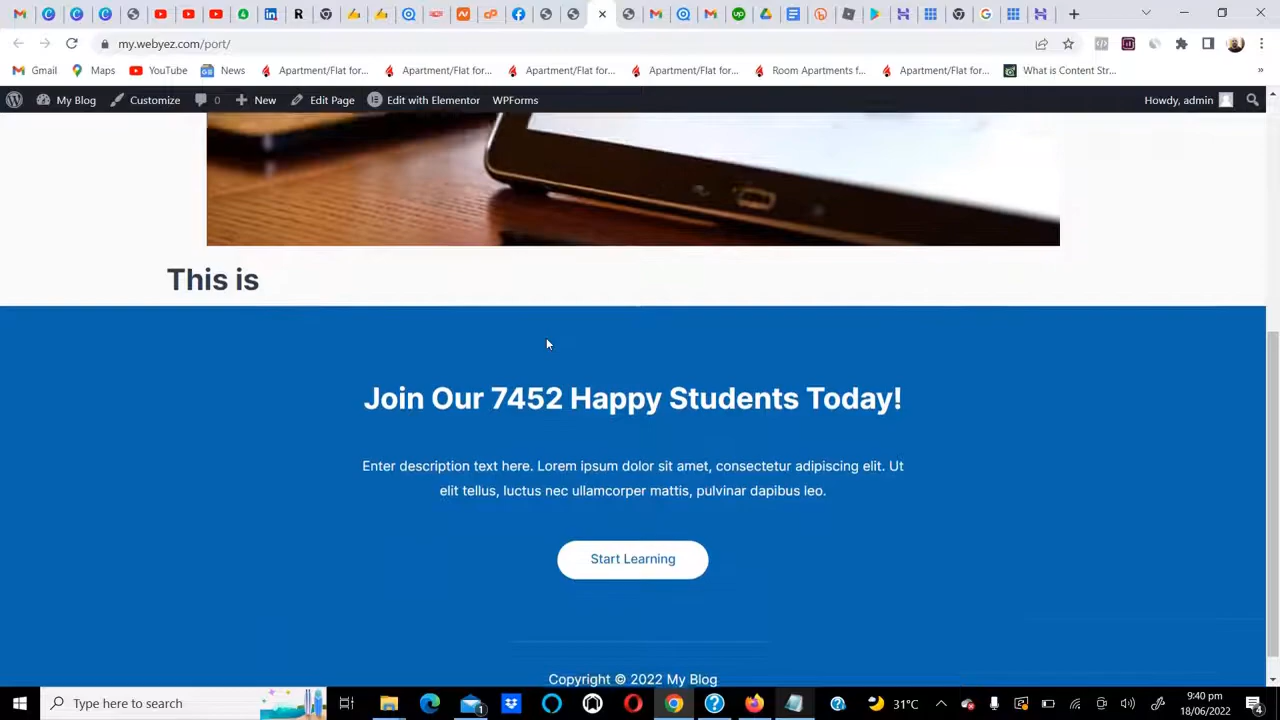 my.webyez.com/port/
Gmail
Maps
YouTube
News
Apartment/Flat for...
Apartment/Flat for...
Apartment/Flat for...
Apartment/Flat for...
Room Apartments f...
Apartment/Flat for...
What is Content Str...
»
My Blog
Customize
0
New
Edit Page
Edit with Elementor
WPForms
Howdy, admin
This is
Join Our 7452 Happy Students Today!
Enter description text here. Lorem ipsum dolor sit amet, consectetur adipiscing elit. Ut
elit tellus, luctus nec ullamcorper mattis, pulvinar dapibus leo.
Start Learning
Copyright © 2022 My Blog
Type here to search
1
31°C
9:40 pm
18/06/2022
4